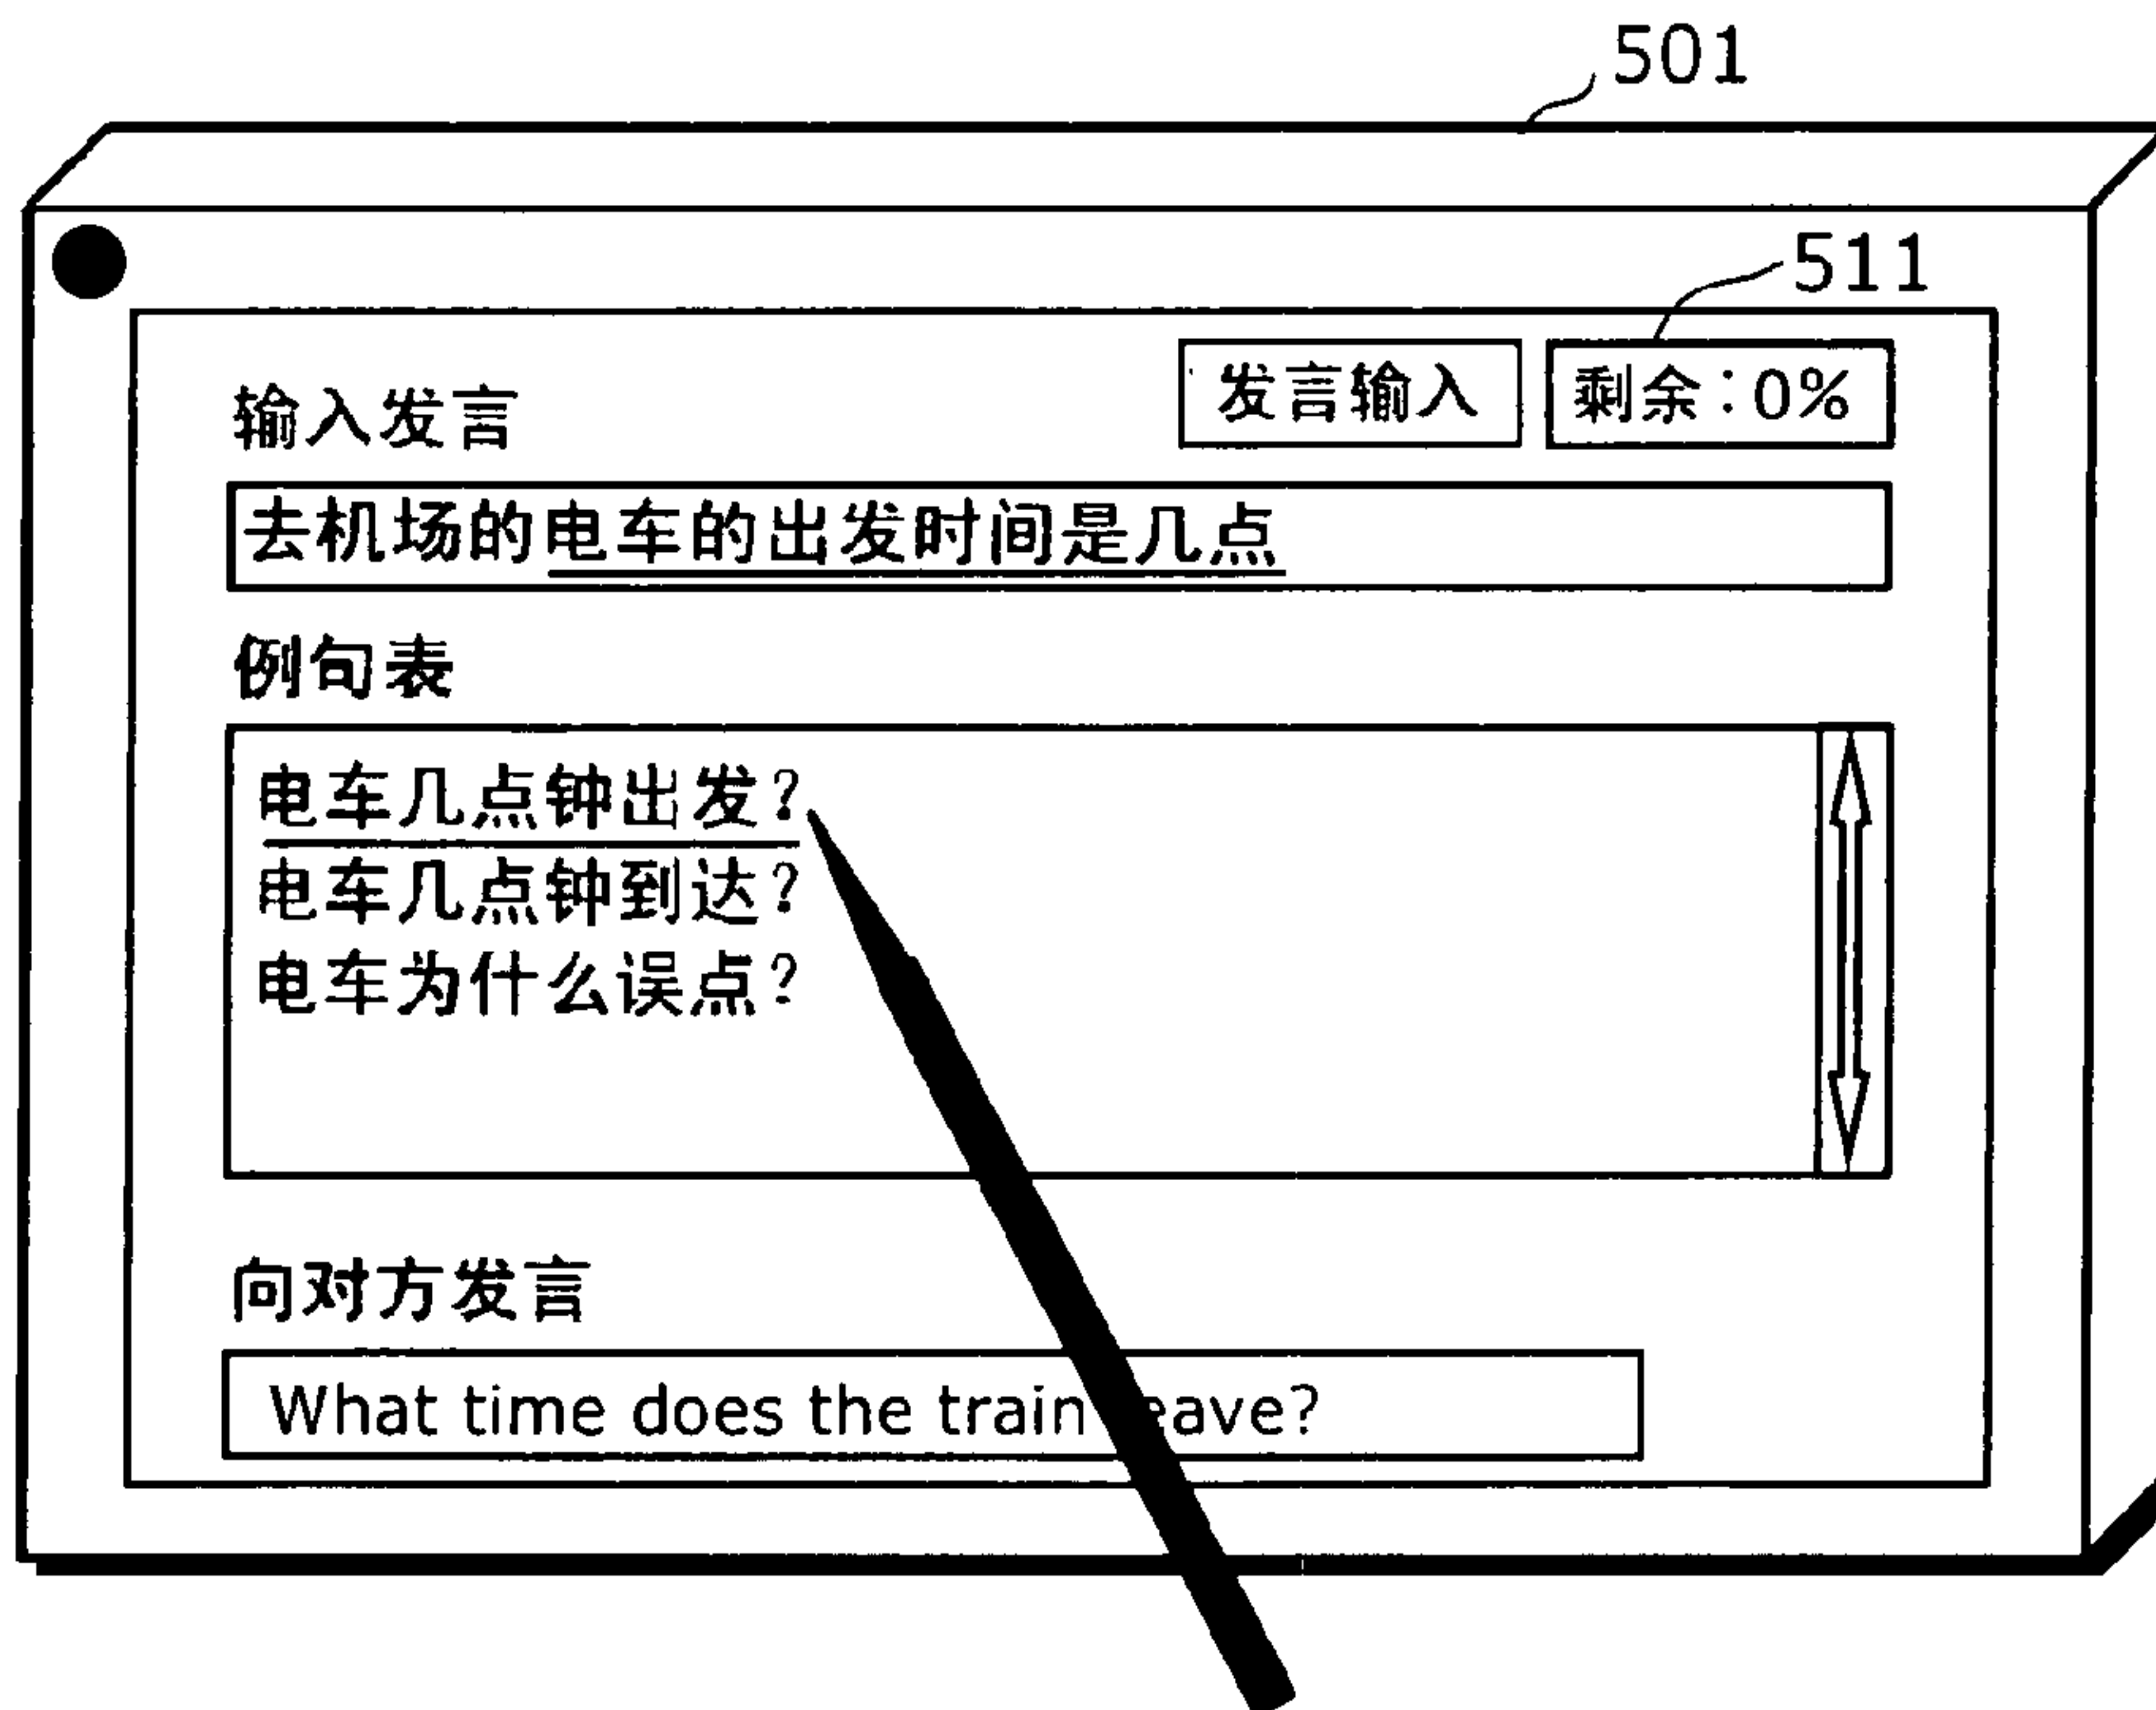 501
511
输入发言
发言输入
剩余：0%
去机场的电车的出发时间是几点
例句表
电车几点钟出发？
电车几点钟到达？
电车为什么误点？
向对方发言
What time does the train eave?